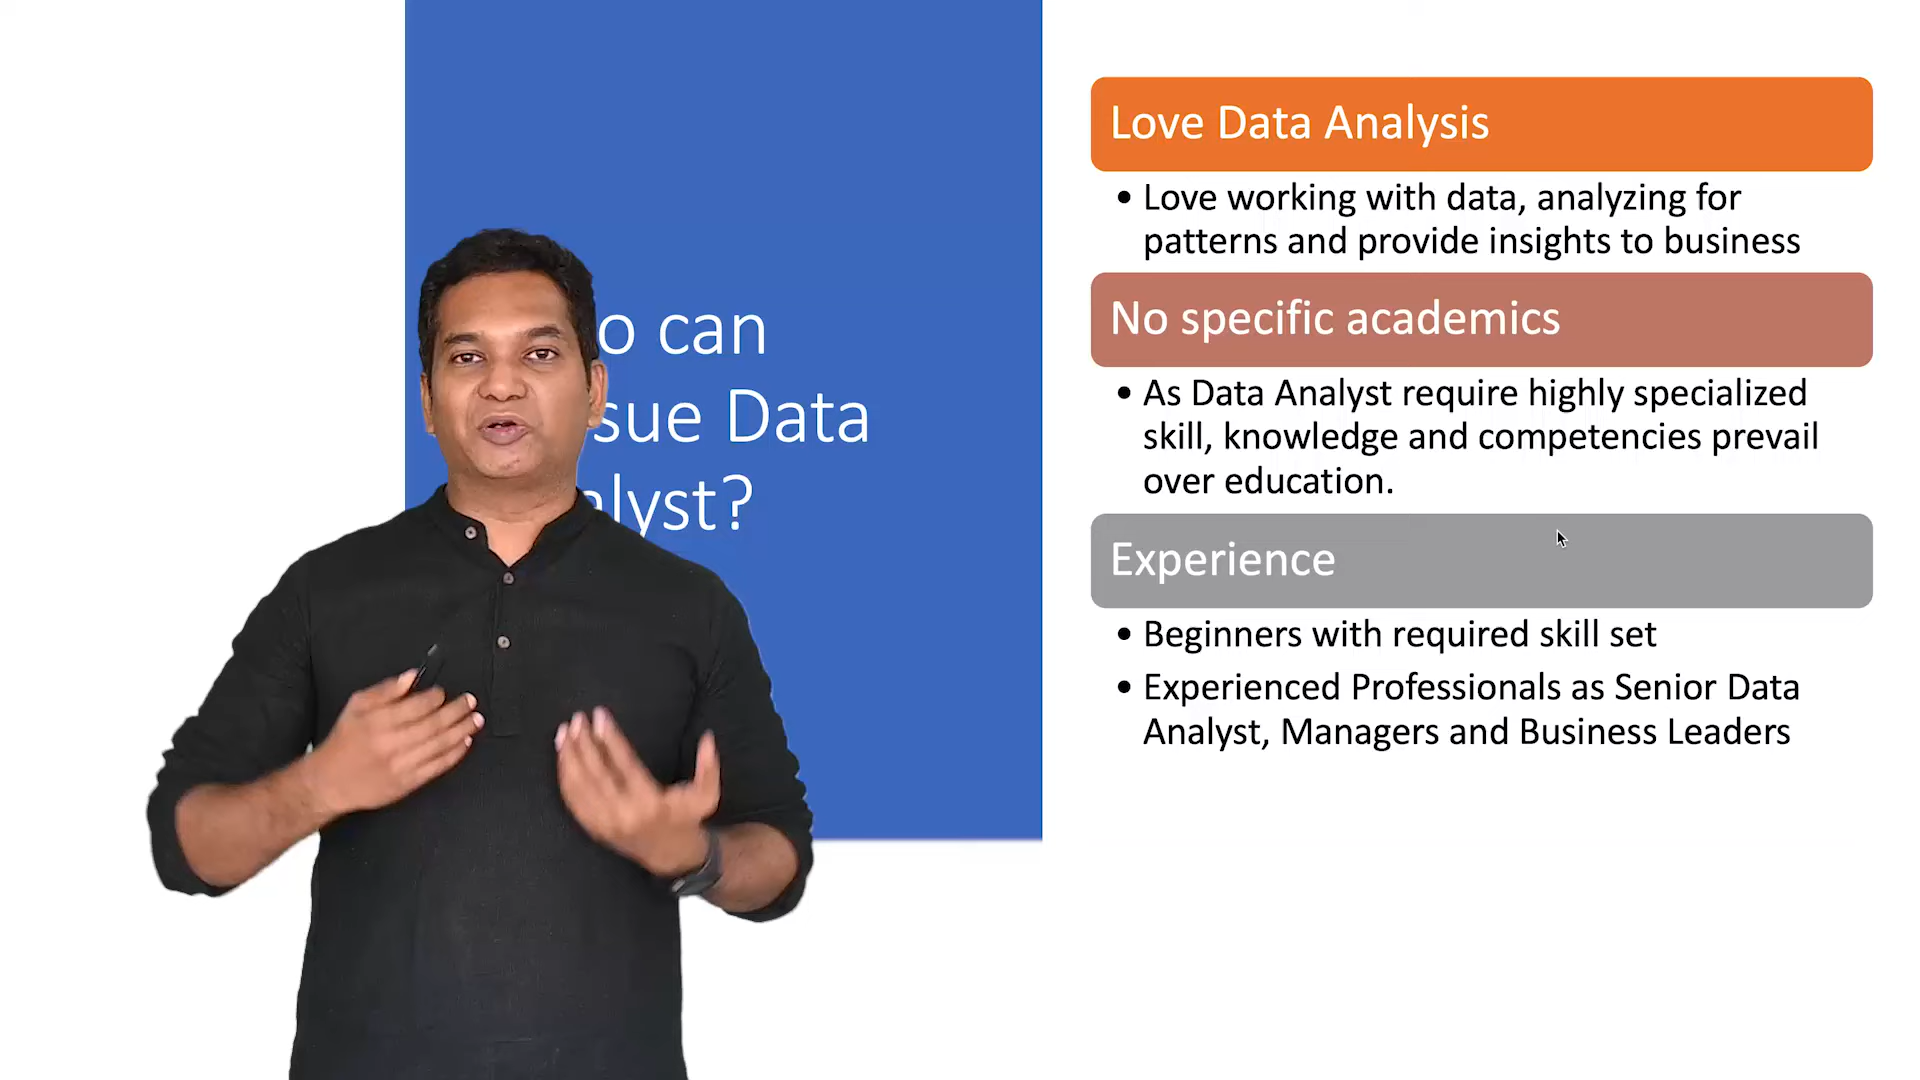 can
Data
Love Data Analysis
• Love working with data, analyzing for
patterns and provide insights to business
No specific academics
• As Data Analyst require highly specialized
skill, knowledge and competencies prevail
over education.
Experience
• Beginners with required skill set
• Experienced Professionals as Senior Data
Analyst, Managers and Business Leaders